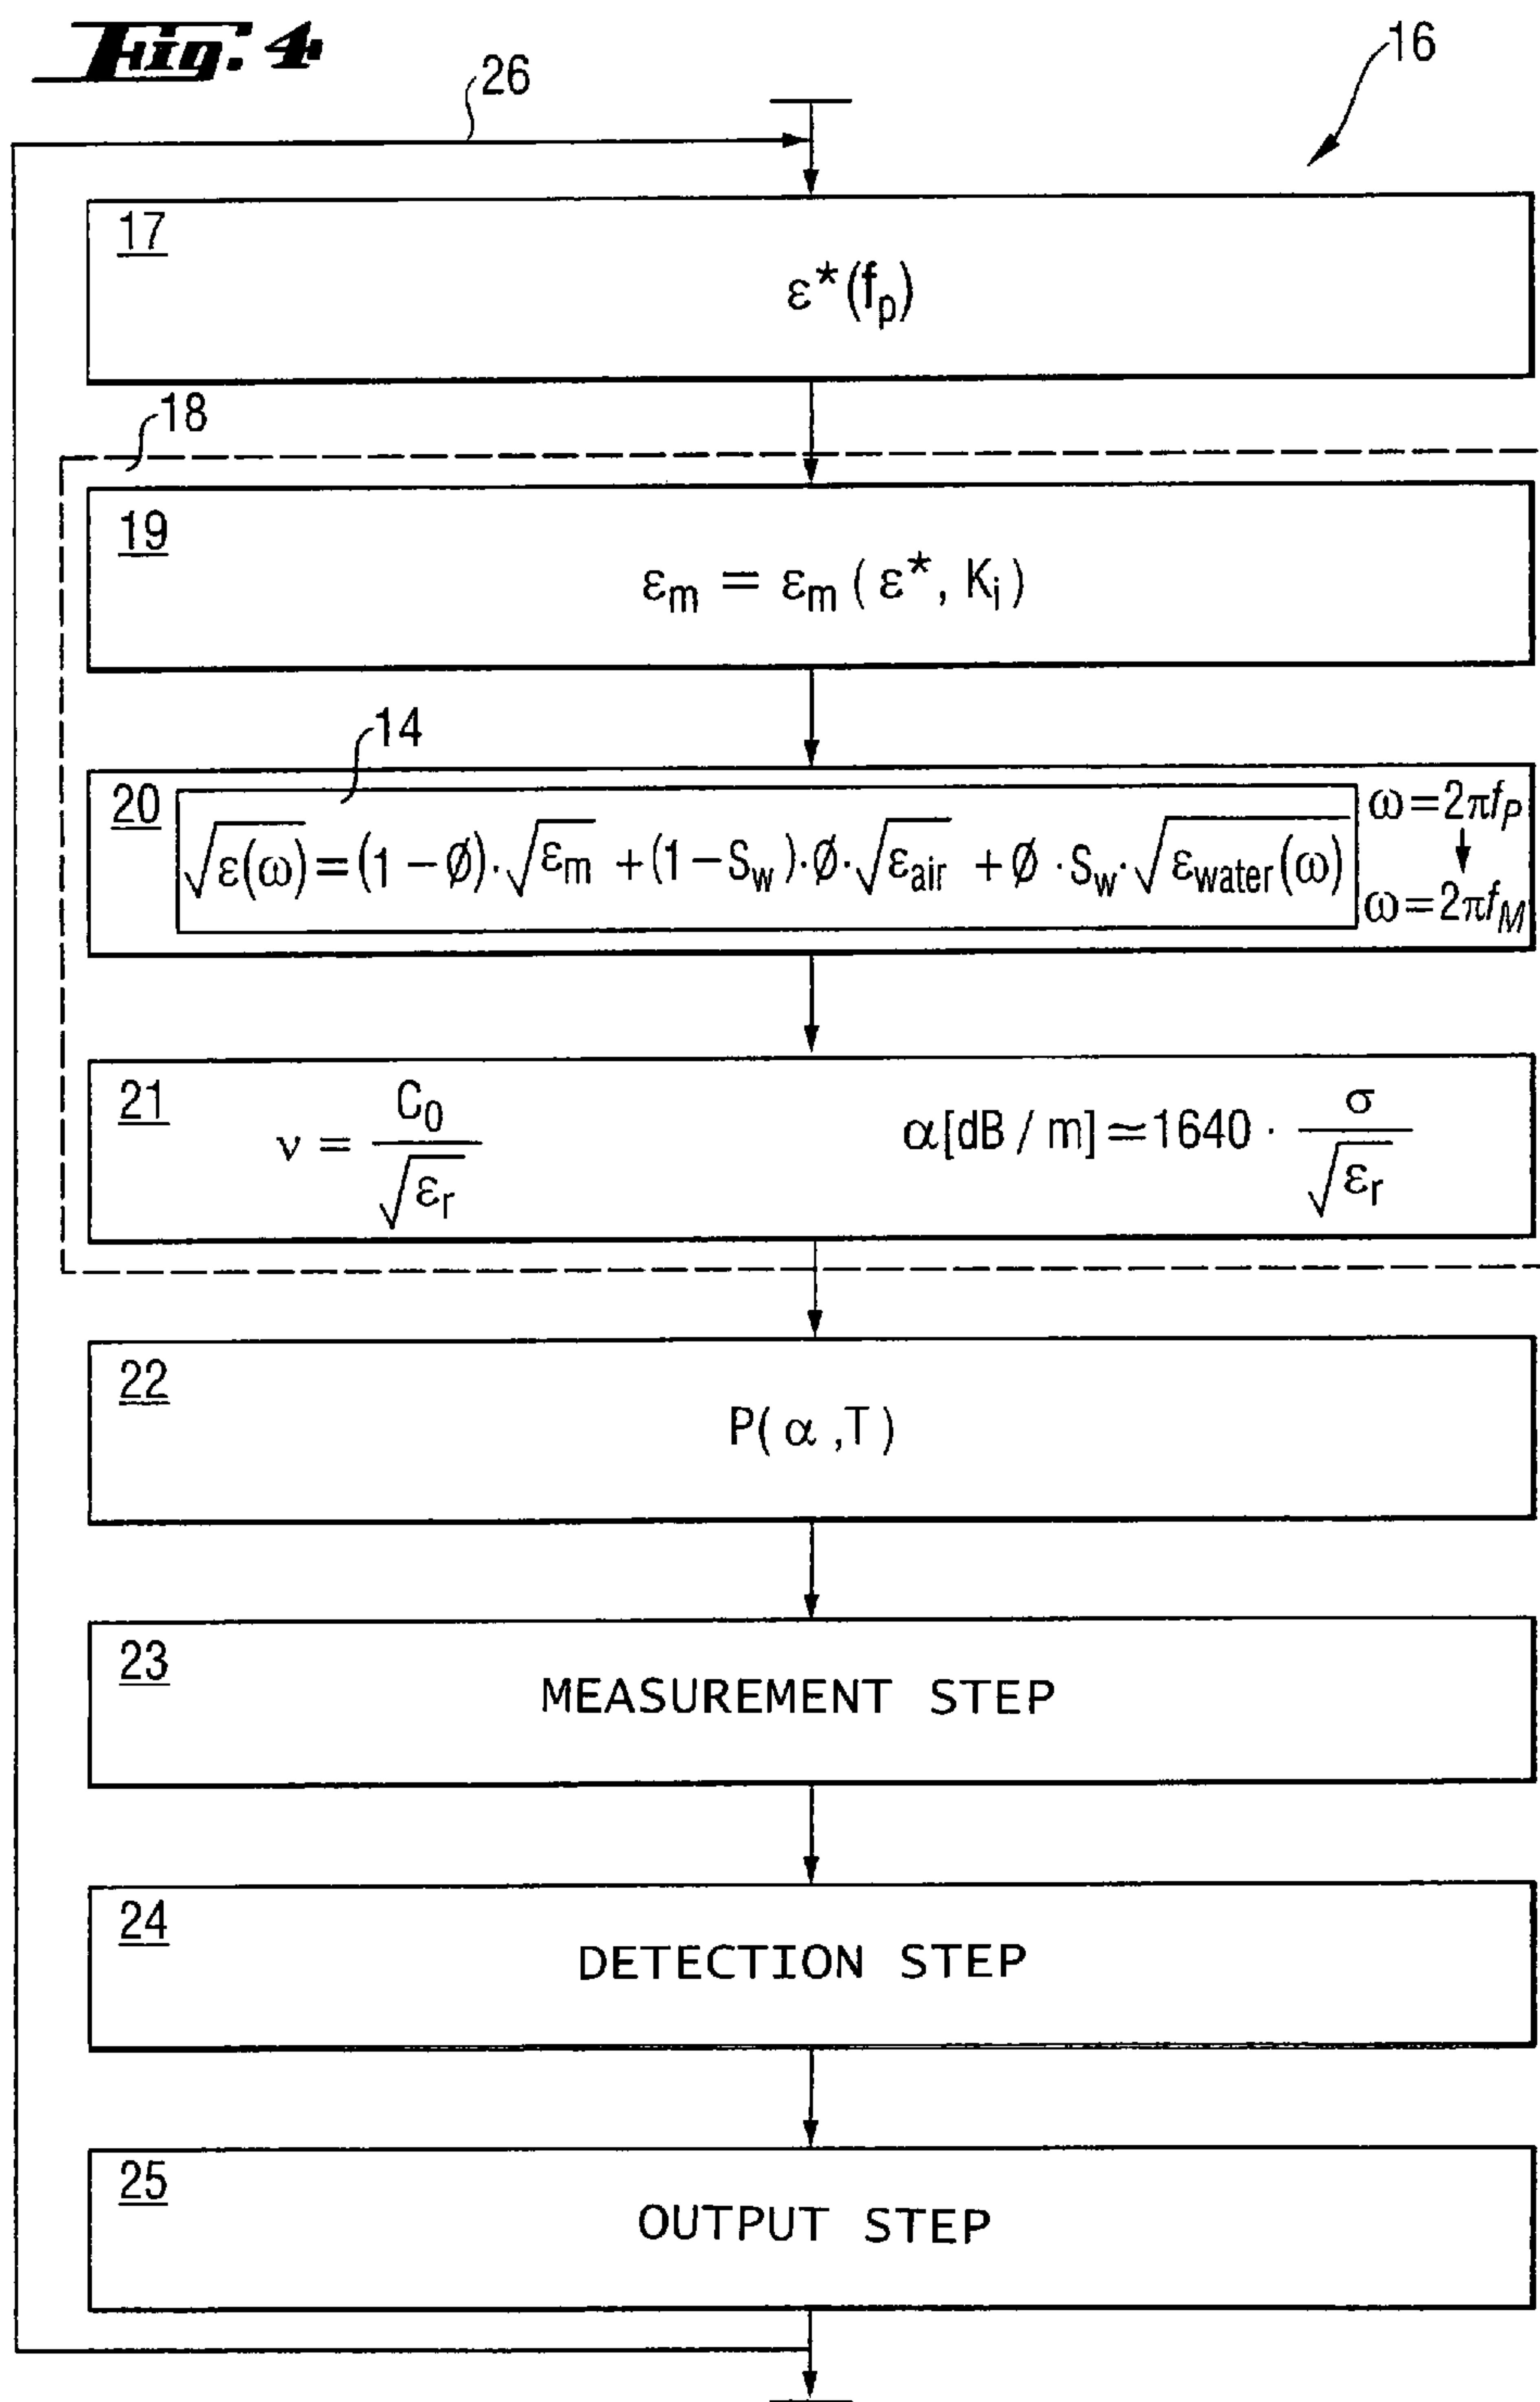 Fig. 4
26
16
17
ε*(fp)
18
19
εm = εm ( ε*, Ki )
14
20
√ε(ω) = (1 – Ø)·√εm + (1–Sw)·Ø·√εair + Ø ·Sw·√εwater(ω)
ω=2πfP
ω=2πfM
21
v = C0 / √εr
α[dB / m] ≃ 1640 · σ / √εr
22
P( α ,T )
23
MEASUREMENT STEP
24
DETECTION STEP
25
OUTPUT STEP